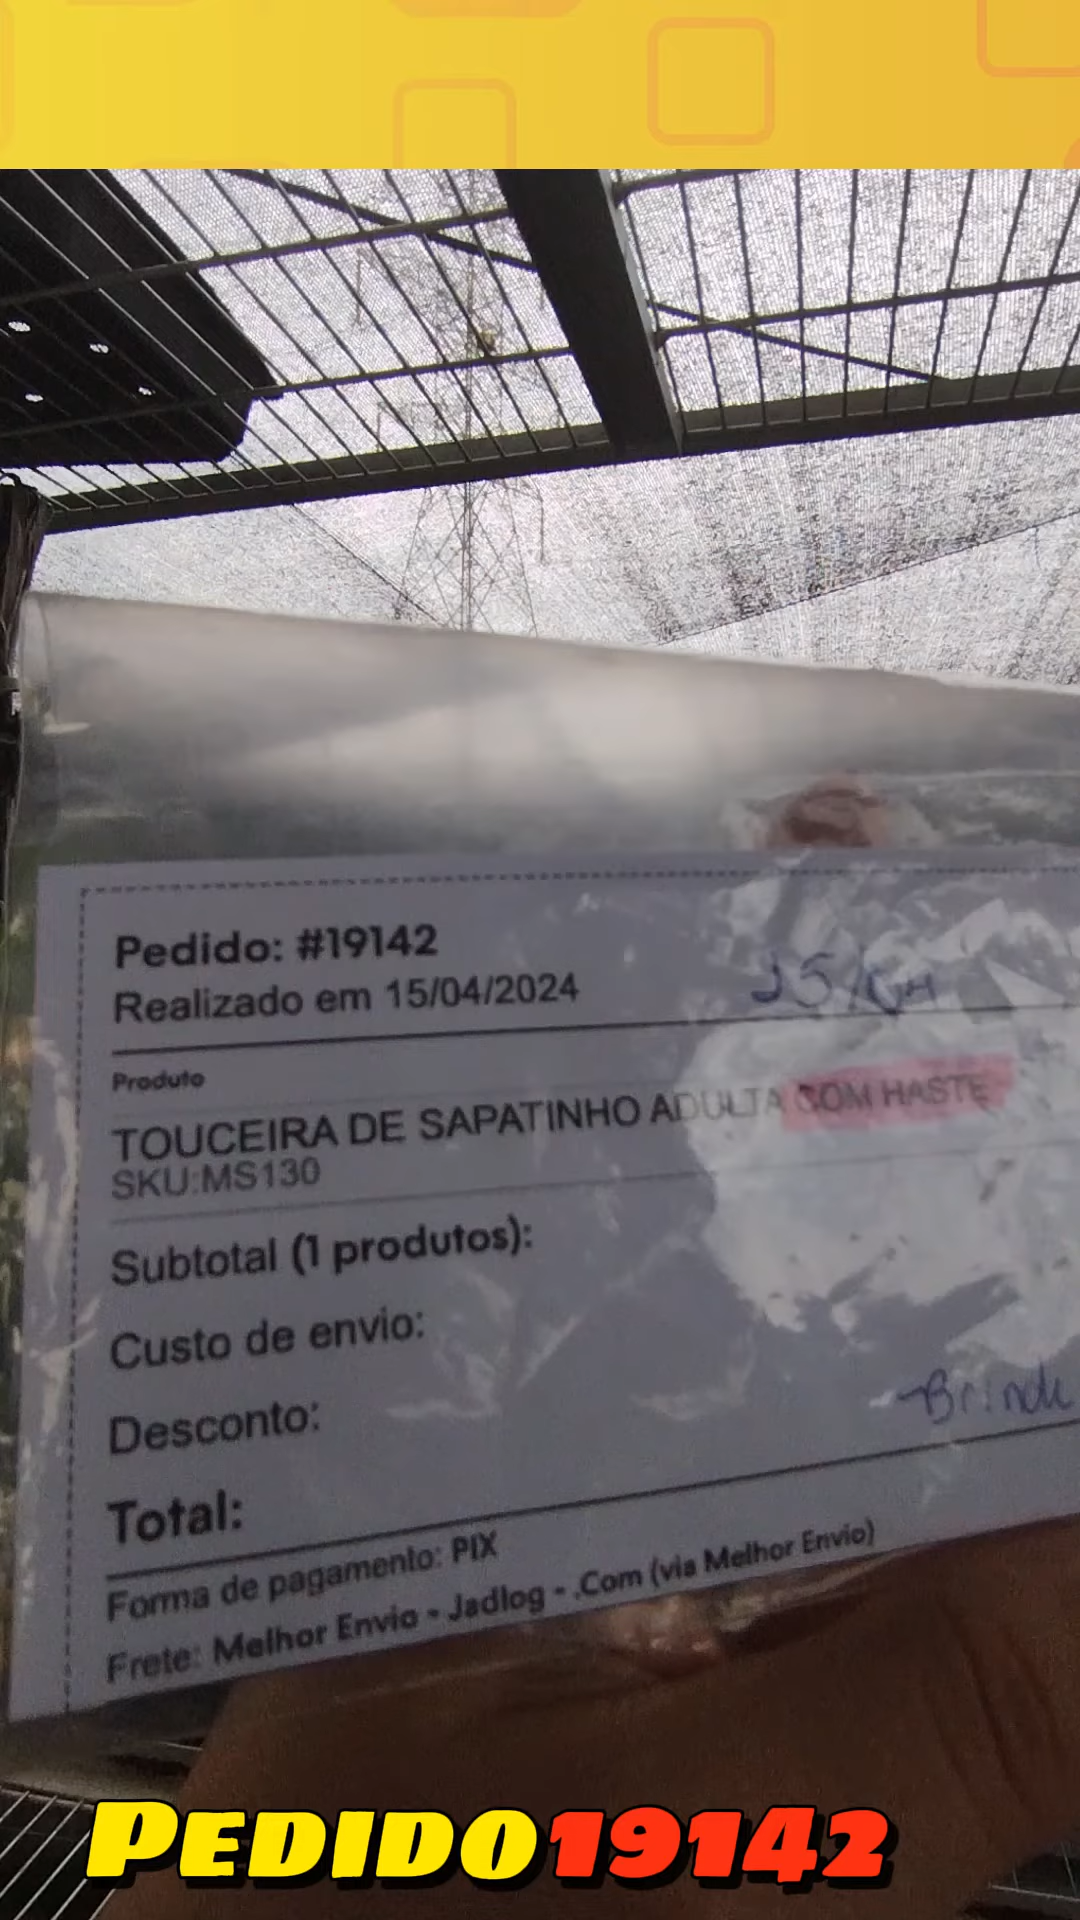 Pedido: #19142
Realizado em 15/04/2024
Produto
TOUCEIRA DE SAPATINHO ADULTA COM HASTE
SKU:MS130
Subtotal (1 produtos):
Custo de envio:
Desconto:
Brinde
Total:
Forma de pagamento: PIX
Frete: Melhor Envio - Jadlog - .Com (via Melhor Envio)
PEDIDO 19142